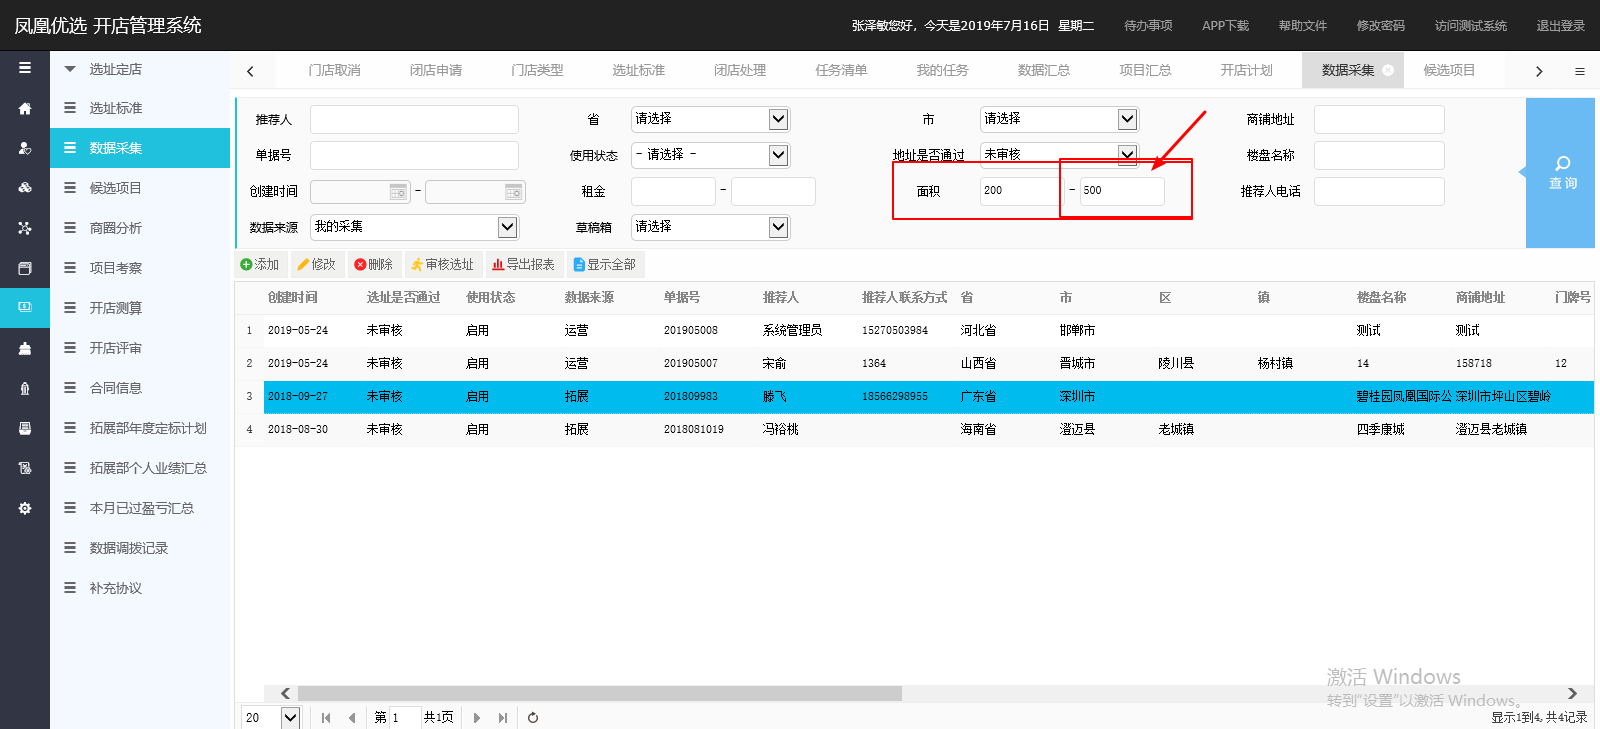 凤凰优选 开店管理系统
张泽敏您好，今天是2019年7月16日 星期二 待办事项 APP下载 帮助文件 修改密码 访问测试系统 退出登录
选址定店
选址标准
数据采集
候选项目
商圈分析
项目考察
开店测算
开店评审
合同信息
拓展部年度定标计划
拓展部个人业绩汇总
本月已过盈亏汇总
数据调拨记录
补充协议
门店取消 闭店申请 门店类型 选址标准 闭店处理 任务清单 我的任务 数据汇总 项目汇总 开店计划 数据采集 候选项目
推荐人 省 请选择 市 请选择 商铺地址
单据号 使用状态 - 请选择 - 地址是否通过 未审核 楼盘名称
创建时间 - 租金 - 面积 200 - 500 推荐人电话
数据来源 我的采集 草稿箱 请选择
查询
添加 修改 删除 审核选址 导出报表 显示全部
创建时间 选址是否通过 使用状态 数据来源 单据号 推荐人 推荐人联系方式 省 市 区 镇 楼盘名称 商铺地址 门牌号
1 2019-05-24 未审核 启用 运营 201905008 系统管理员 15270503984 河北省 邯郸市 测试 测试
2 2019-05-24 未审核 启用 运营 201905007 宋俞 1364 山西省 晋城市 陵川县 杨村镇 14 158718 12
3 2018-09-27 未审核 启用 拓展 201809983 滕飞 18566298955 广东省 深圳市 碧桂园凤凰国际公 深圳市坪山区碧岭
4 2018-08-30 未审核 启用 拓展 2018081019 冯裕桃 海南省 澄迈县 老城镇 四季康城 澄迈县老城镇
激活 Windows
转到“设置”以激活 Windows。
20 第 1 共1页 显示1到4,共4记录